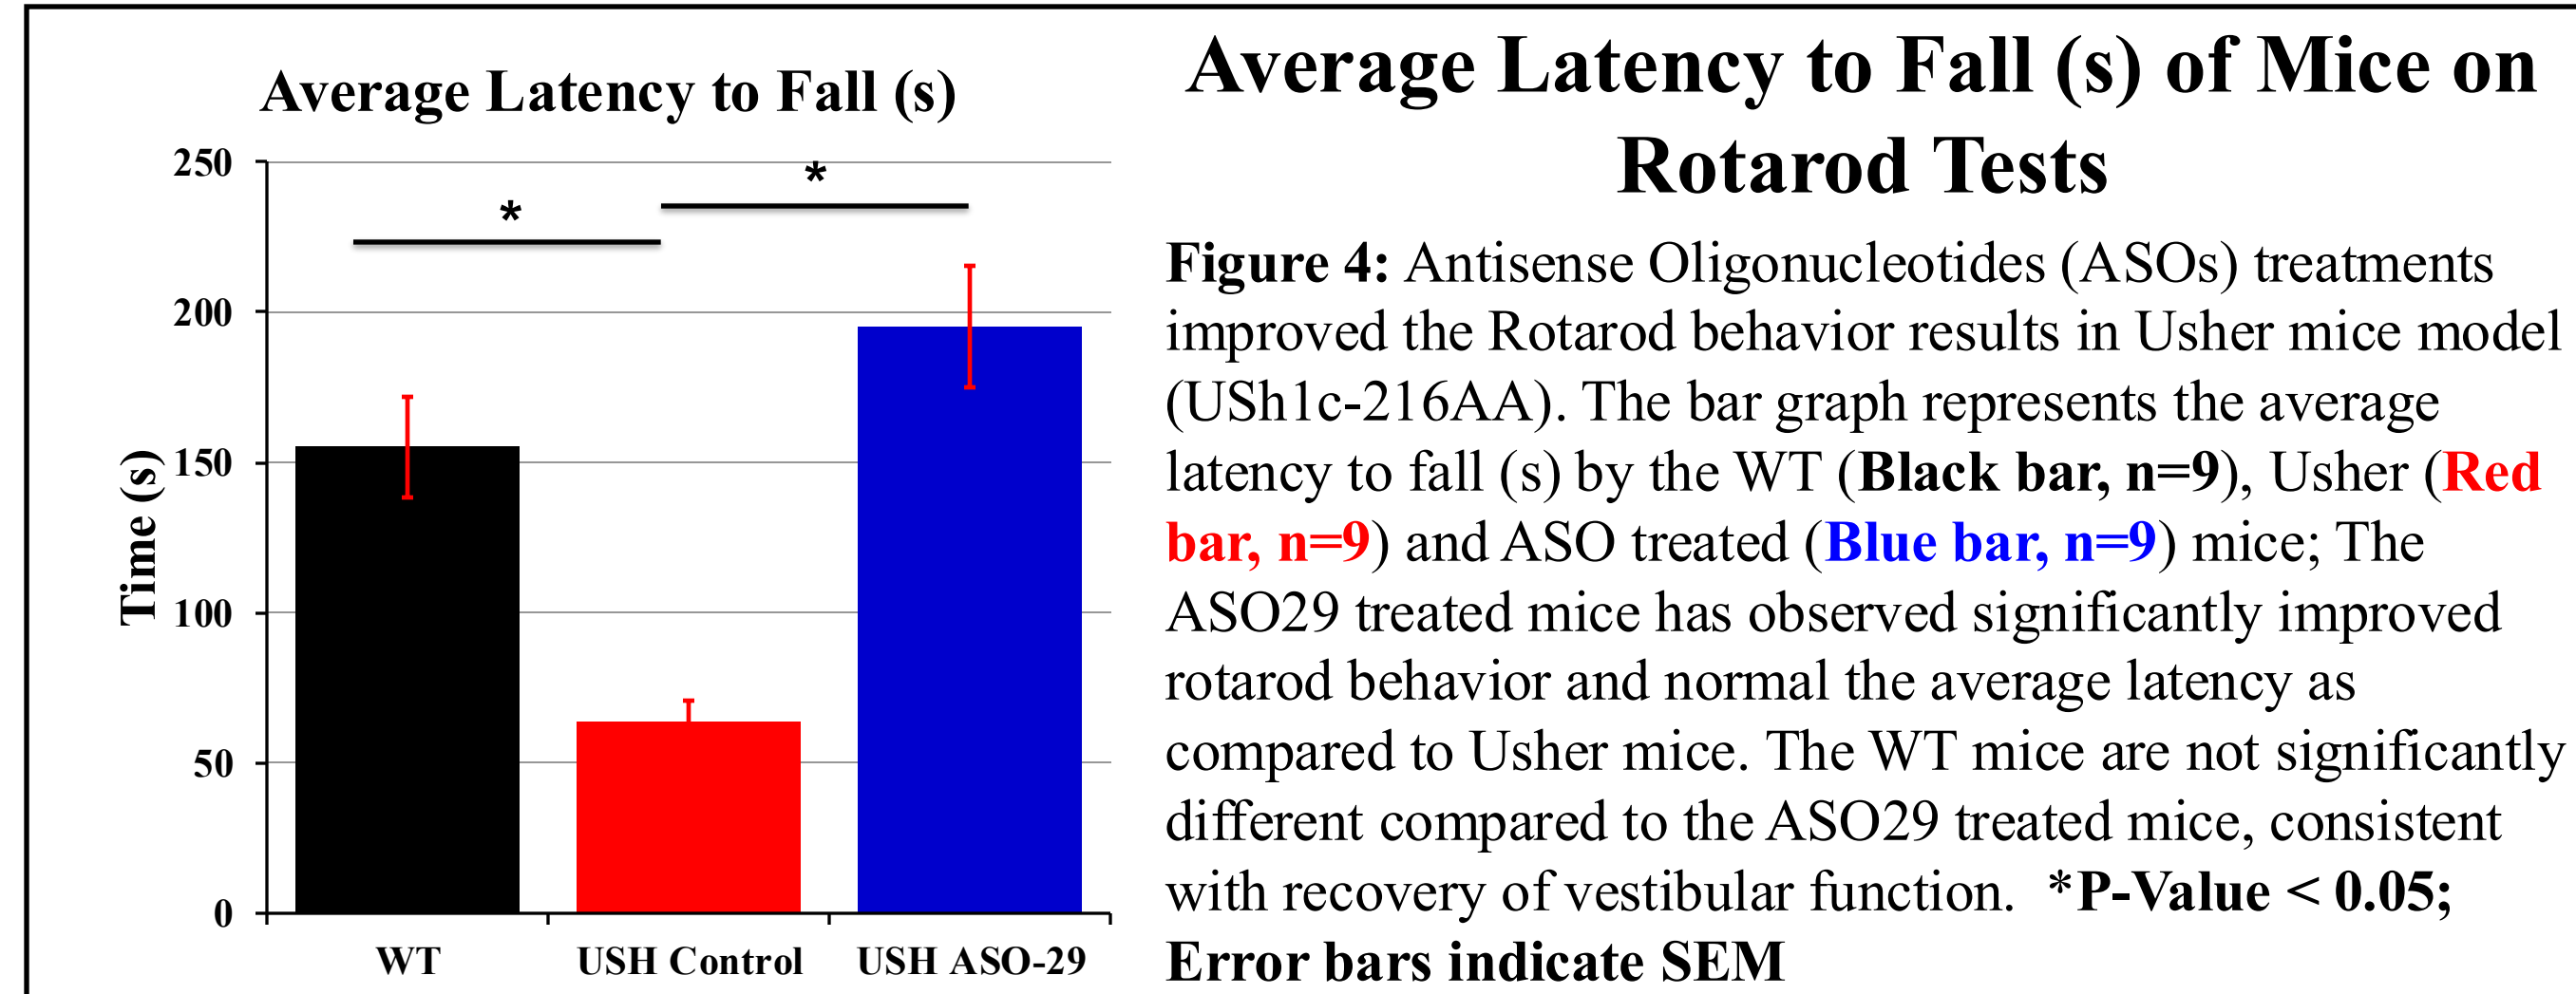 Average Latency to Fall (s)
250
200
150
100
50
0
Time (s)
*
*
WT
USH Control
USH ASO-29
Average Latency to Fall (s) of Mice on
Rotarod Tests
Figure 4: Antisense Oligonucleotides (ASOs) treatments
improved the Rotarod behavior results in Usher mice model
(USh1c-216AA). The bar graph represents the average
latency to fall (s) by the WT (Black bar, n=9), Usher (Red
bar, n=9) and ASO treated (Blue bar, n=9) mice; The
ASO29 treated mice has observed significantly improved
rotarod behavior and normal the average latency as
compared to Usher mice. The WT mice are not significantly
different compared to the ASO29 treated mice, consistent
with recovery of vestibular function. *P-Value < 0.05;
Error bars indicate SEM